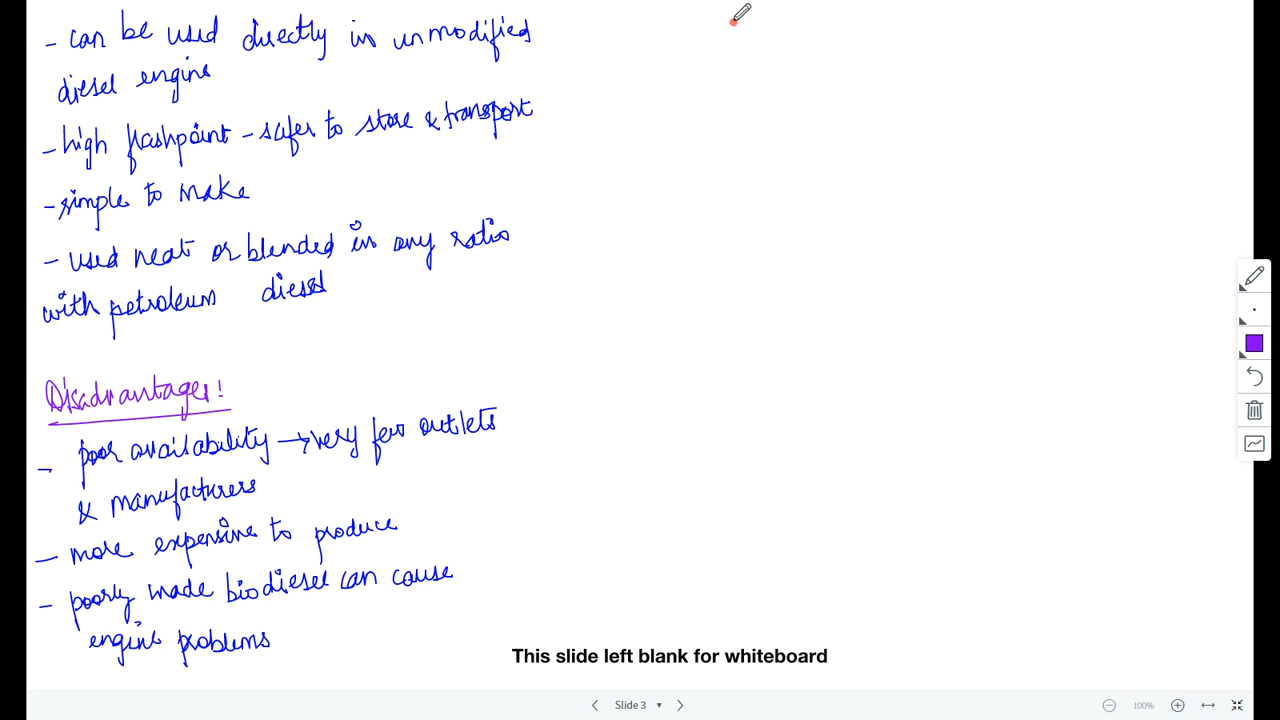 - can be used directly in unmodified
diesel engine
- high flashpoint - safer to store & transport
- simple to make
- used neat or blended in any ratio
with petroleum diesel
Disadvantages:
- poor availability → very few outlets
& manufacturers
- more expensive to produce
- poorly made biodiesel can cause
engine problems
This slide left blank for whiteboard
Slide 3
100%